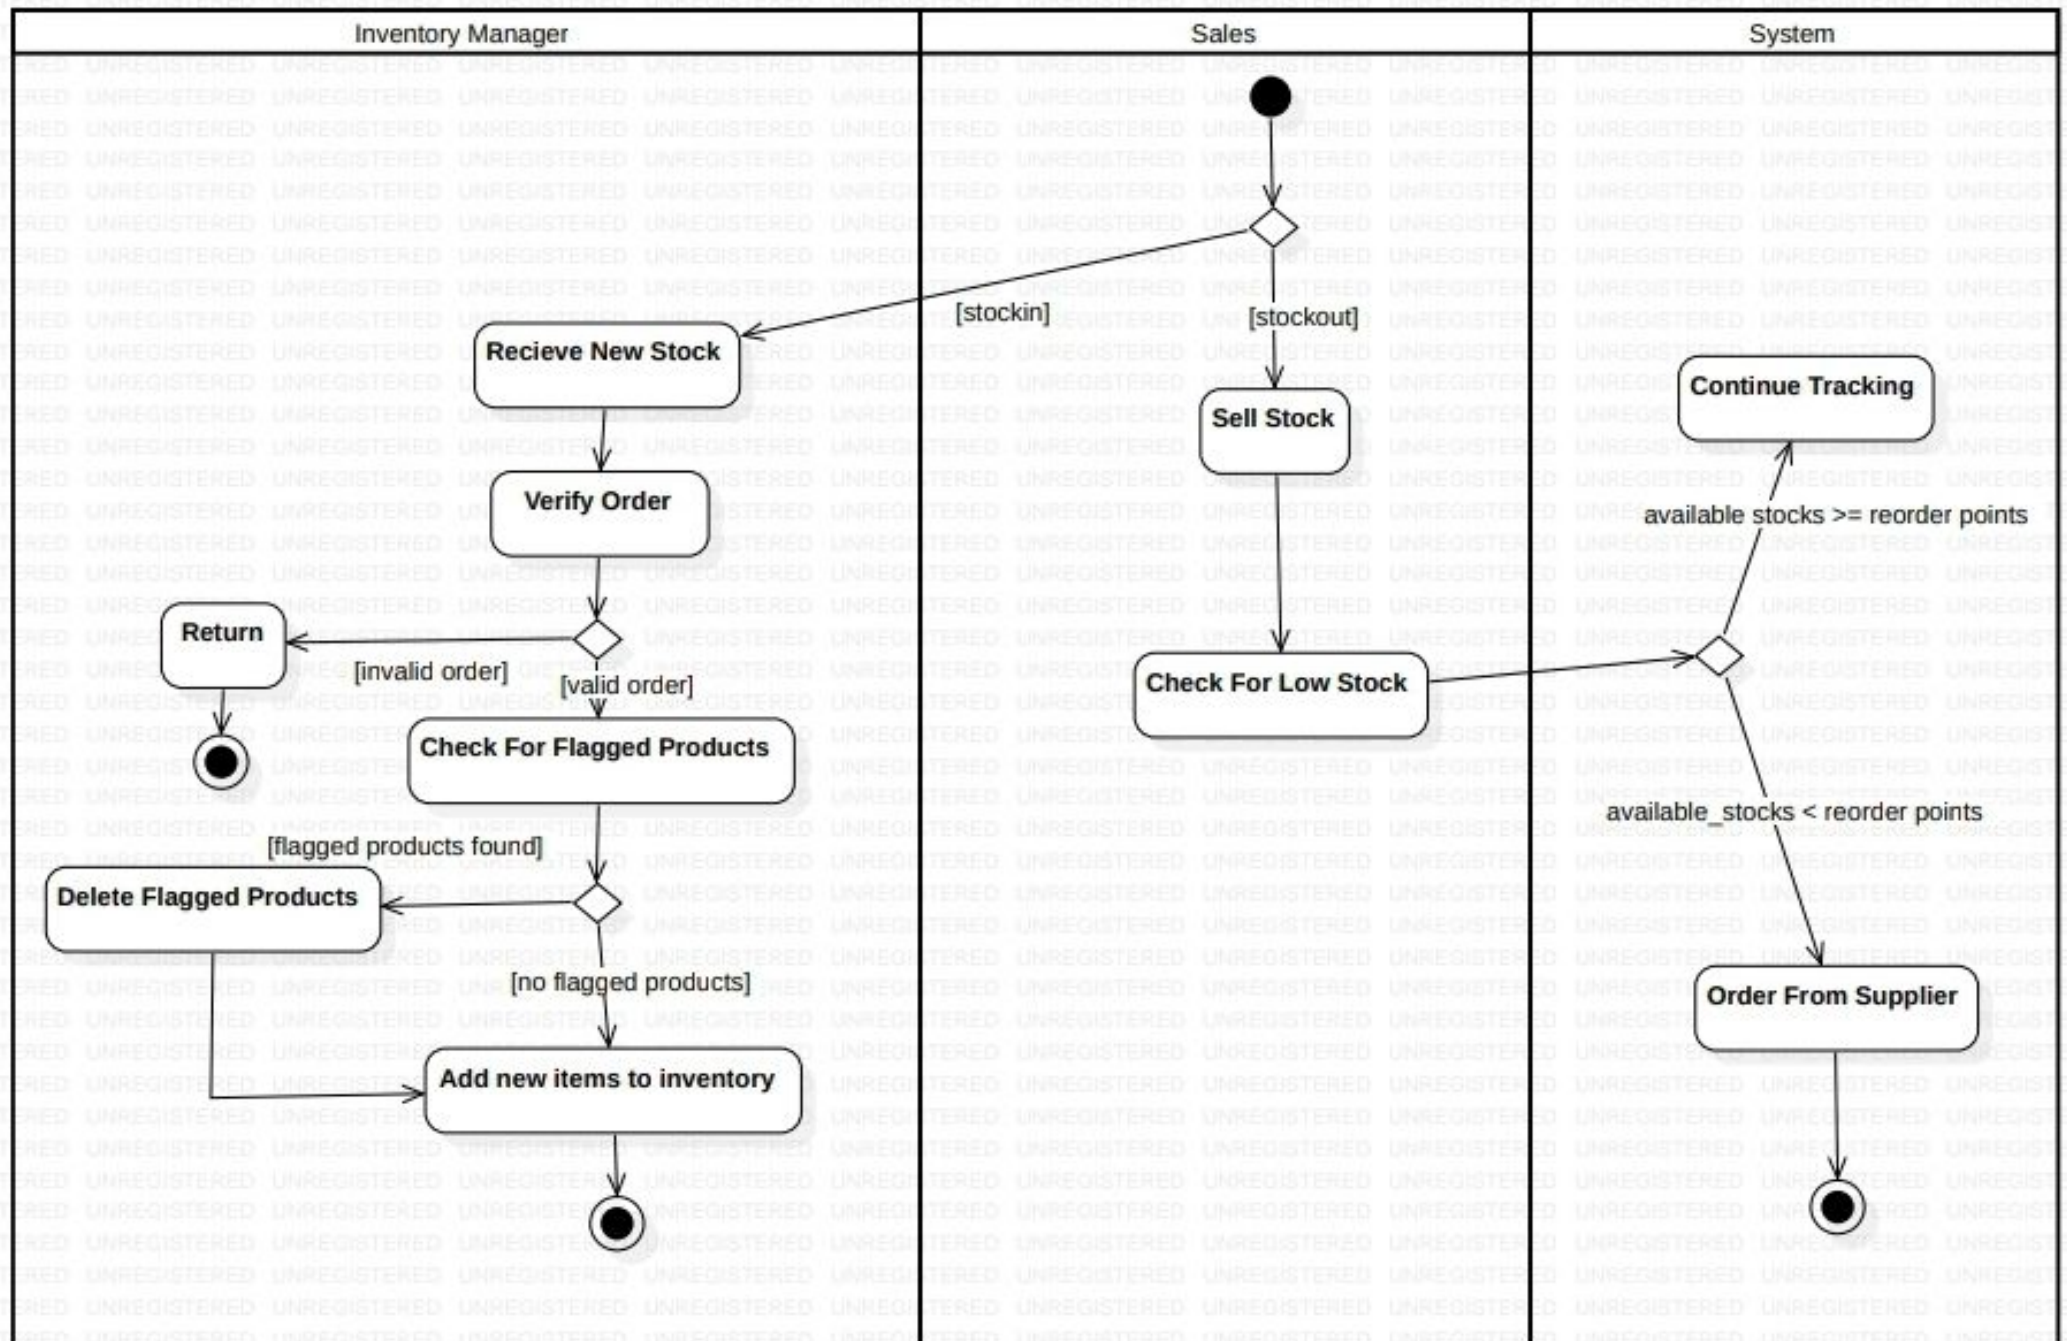 Inventory Manager
Sales
System
[stockin]
[stockout]
Recieve New Stock
Continue Tracking
Sell Stock
Verify Order
available stocks >= reorder points
Return
[invalid order]
[valid order]
Check For Low Stock
Check For Flagged Products
available_stocks < reorder points
[flagged products found]
Delete Flagged Products
[no flagged products]
Order From Supplier
Add new items to inventory
UNREGISTERED